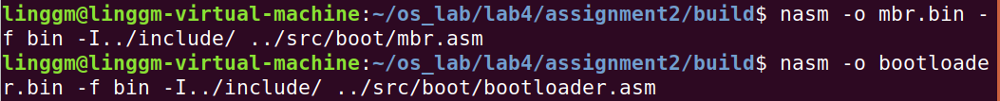 linggm@linggm-virtual-machine:~/os_lab/lab4/assignment2/build$ nasm -o mbr.bin -
f bin -I../include/ ../src/boot/mbr.asm
linggm@linggm-virtual-machine:~/os_lab/lab4/assignment2/build$ nasm -o bootloade
r.bin -f bin -I../include/ ../src/boot/bootloader.asm